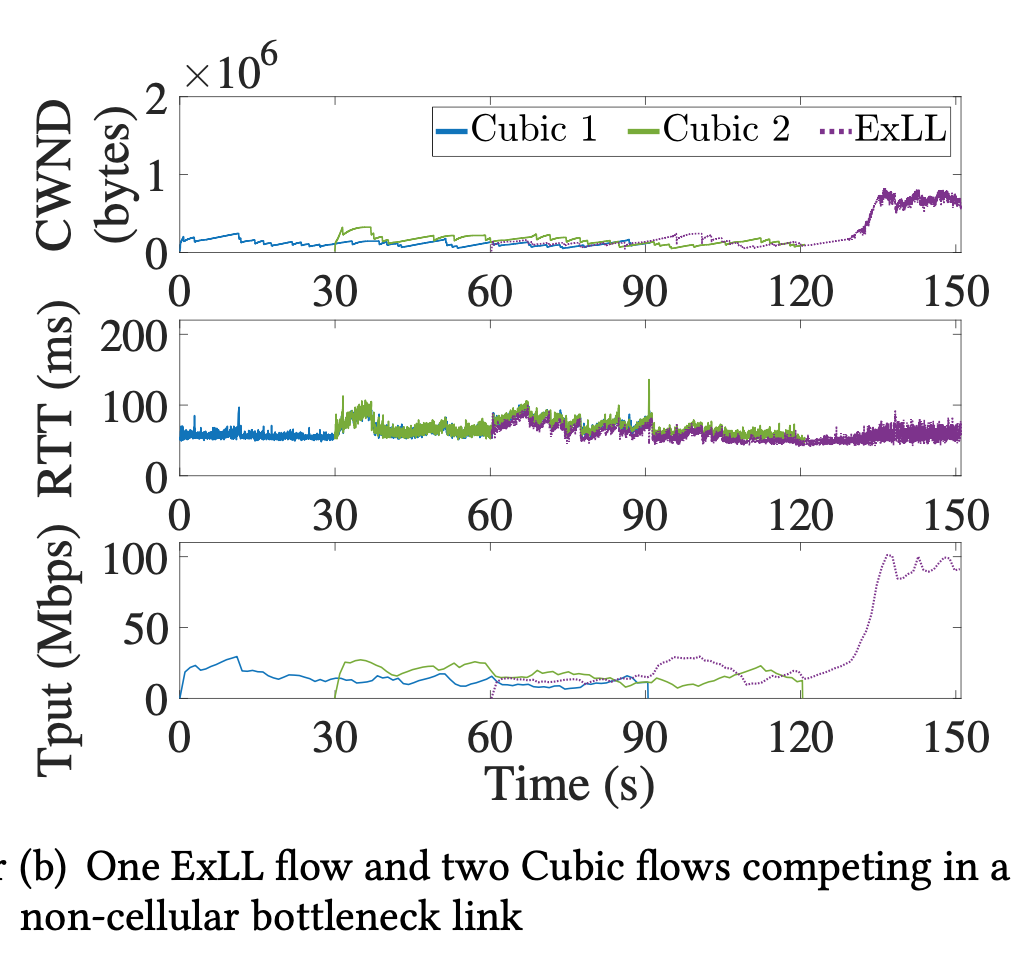 ×10⁶
CWND
(bytes)
2
1
0
Cubic 1 Cubic 2 ExLL
0 30 60 90 120 150
RTT (ms)
200
100
0
0 30 60 90 120 150
Tput (Mbps)
100
50
0
0 30 60 90 120 150
Time (s)
r (b) One ExLL flow and two Cubic flows competing in a
non-cellular bottleneck link